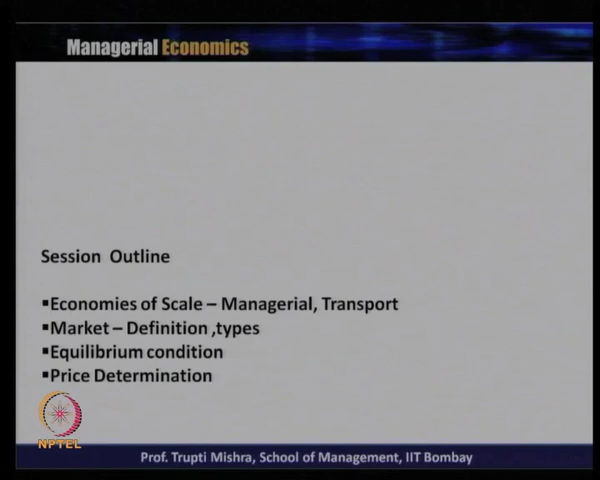 Managerial Economics
Session Outline
▪Economies of Scale – Managerial, Transport
▪Market – Definition ,types
▪Equilibrium condition
▪Price Determination
NPTEL
Prof. Trupti Mishra, School of Management, IIT Bombay